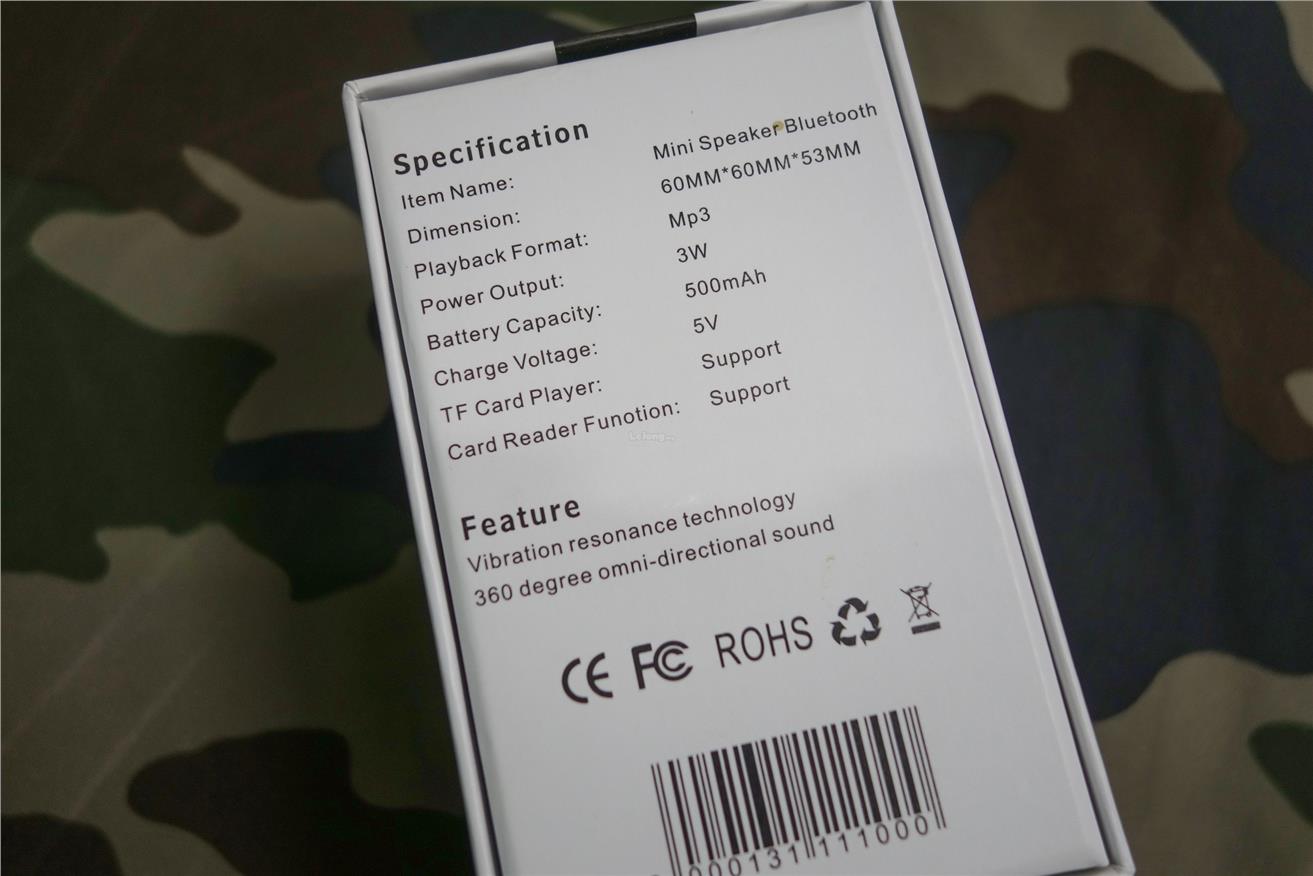 Specification
Item Name: Mini Speaker Bluetooth
Dimension: 60MM*60MM*53MM
Playback Format: Mp3
Power Output: 3W
Battery Capacity: 500mAh
Charge Voltage: 5V
TF Card Player: Support
Card Reader Funotion: Support
Feature
Vibration resonance technology
360 degree omni-directional sound
CE FC ROHS
000131 111000